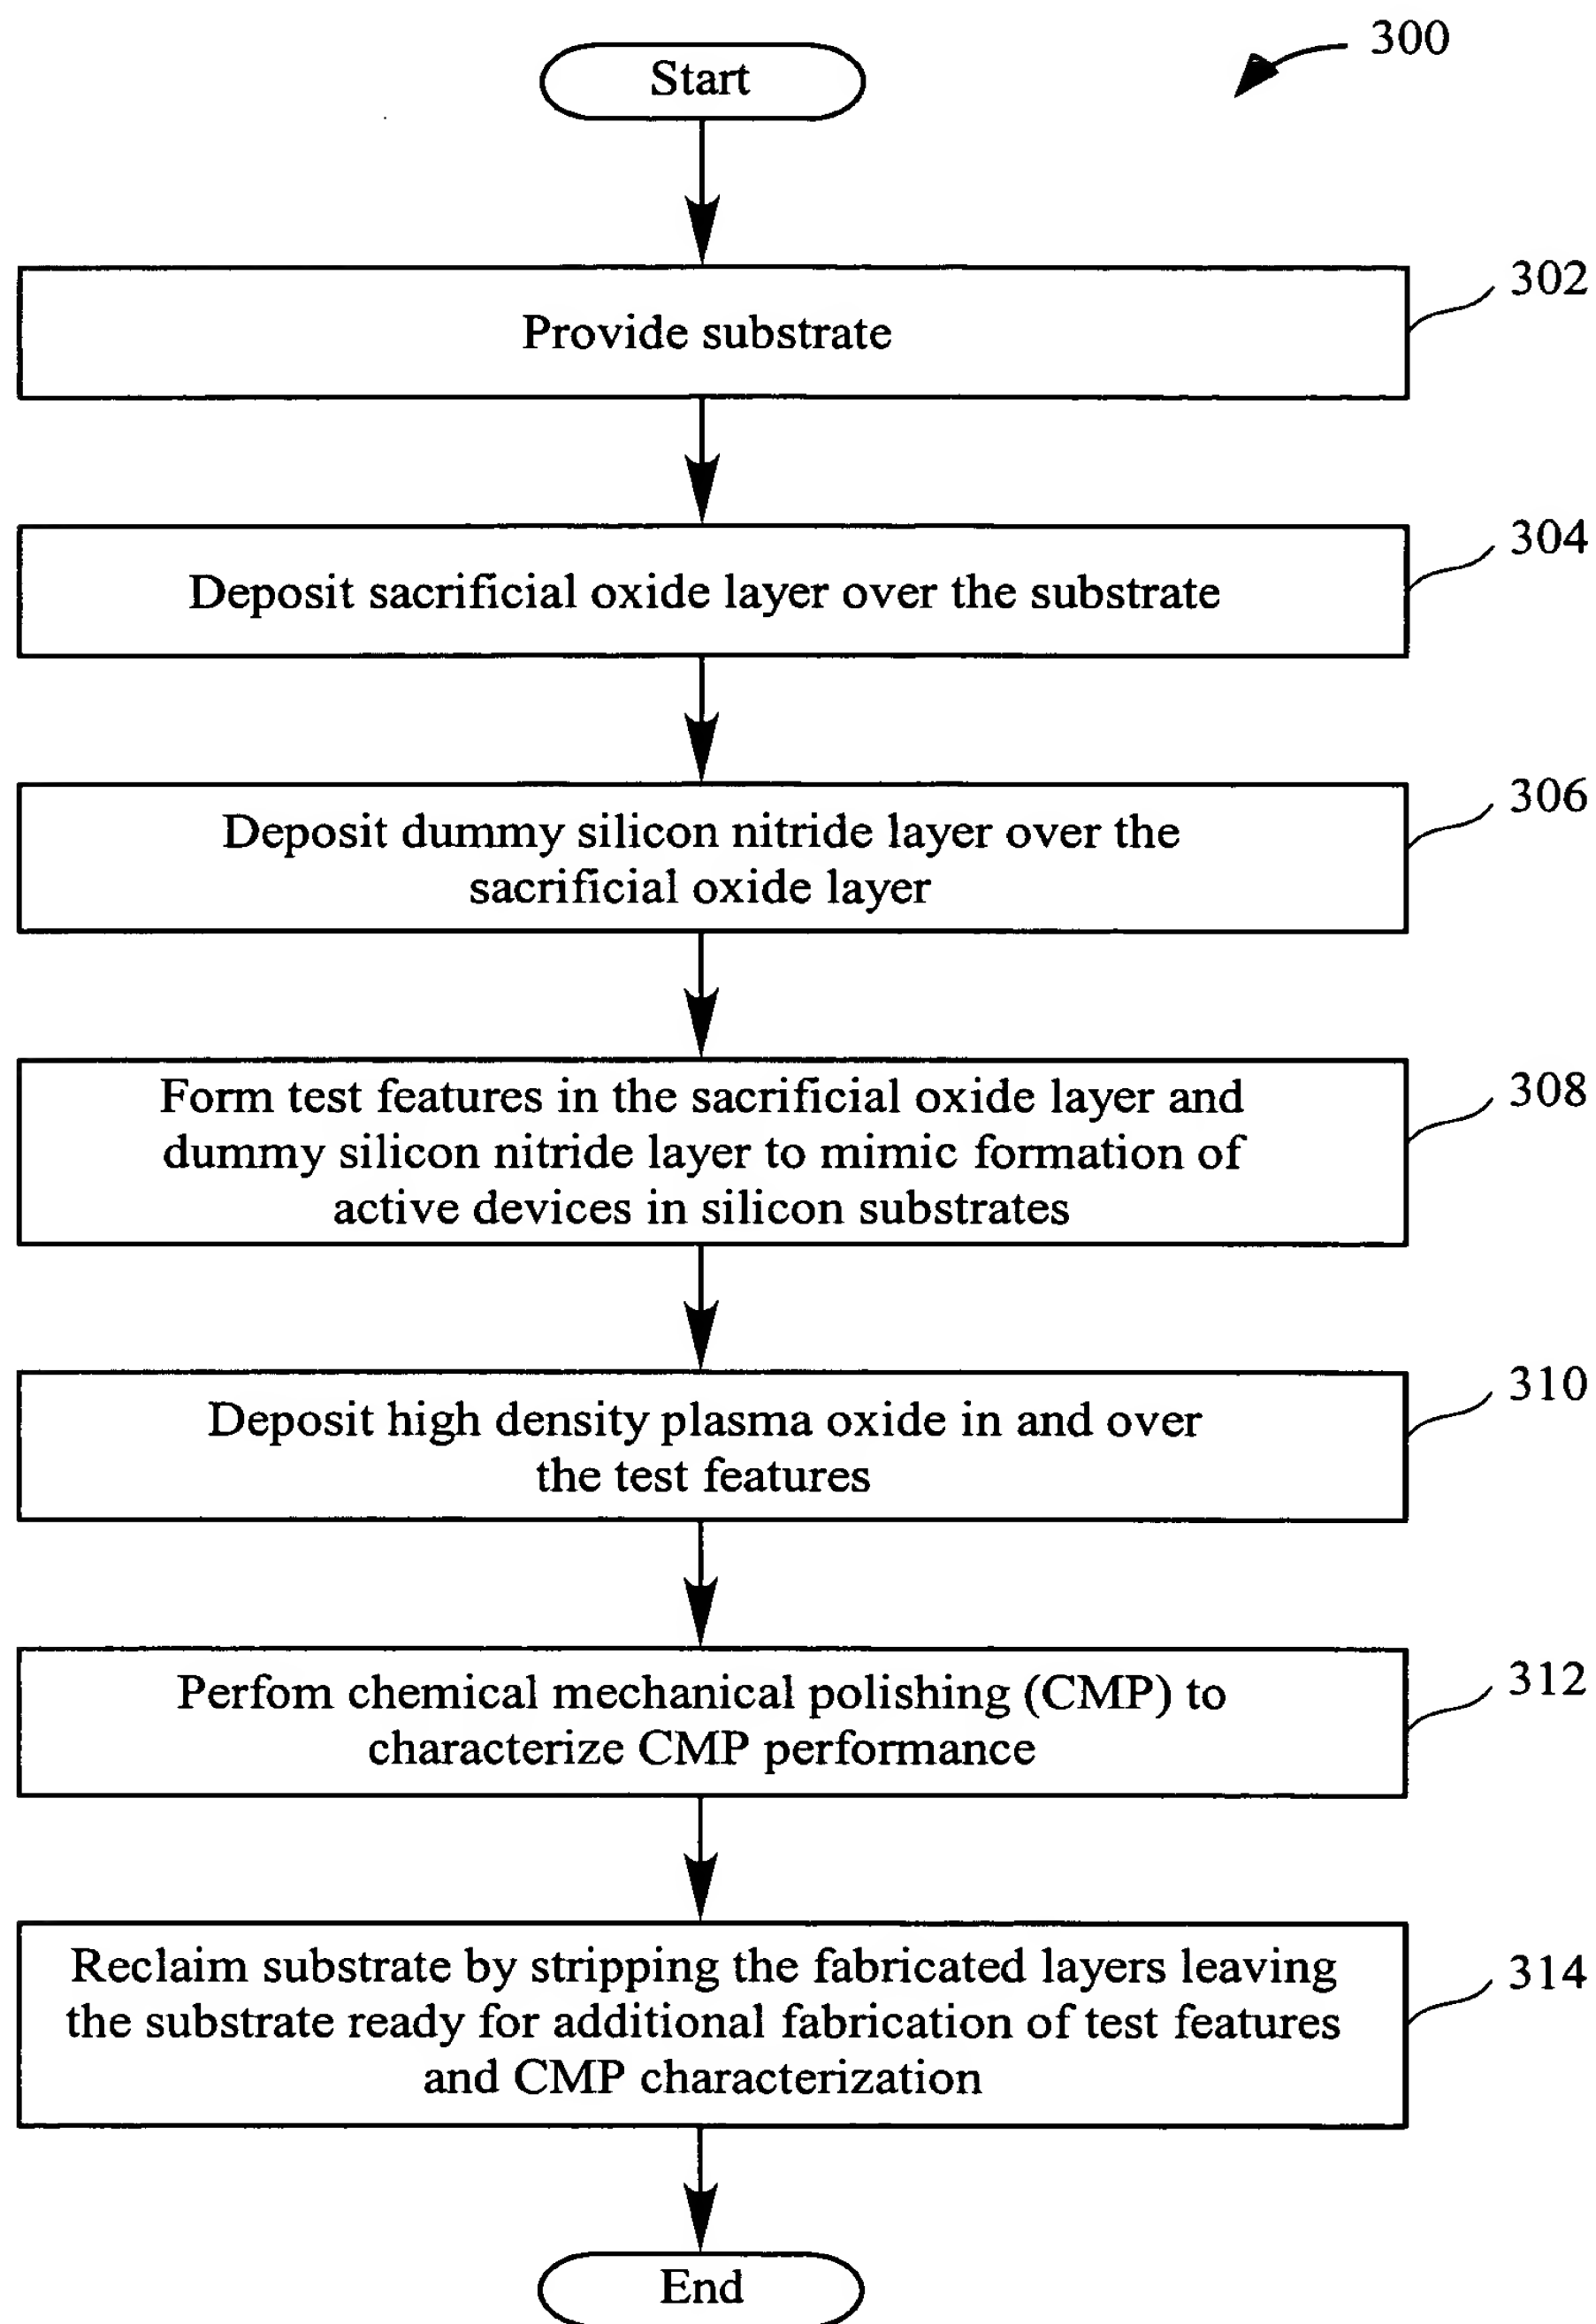 300
Start
302
Provide substrate
304
Deposit sacrificial oxide layer over the substrate
306
Deposit dummy silicon nitride layer over the
sacrificial oxide layer
308
Form test features in the sacrificial oxide layer and
dummy silicon nitride layer to mimic formation of
active devices in silicon substrates
310
Deposit high density plasma oxide in and over
the test features
312
Perfom chemical mechanical polishing (CMP) to
characterize CMP performance
314
Reclaim substrate by stripping the fabricated layers leaving
the substrate ready for additional fabrication of test features
and CMP characterization
End